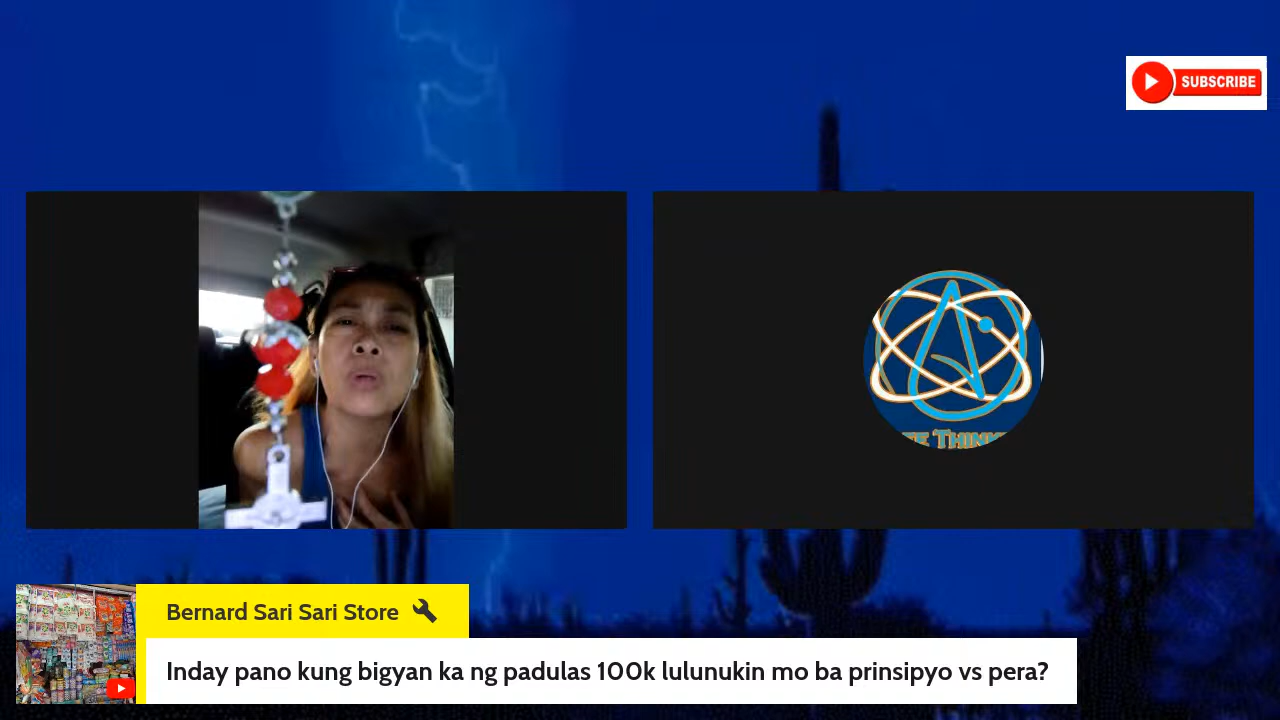 SUBSCRIBE
Bernard Sari Sari Store
Inday pano kung bigyan ka ng padulas 100k lulunukin mo ba prinsipyo vs pera?